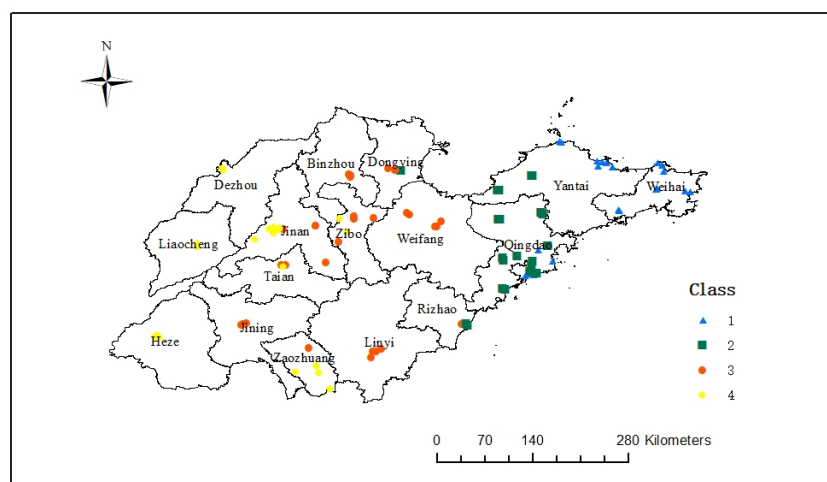 N
Binzhou
Dongying
Dezhou
Yantai
Weihai
Jinan
Zibo
Liaocheng
Weifang
Qingdao
Taian
Rizhao
Jining
Heze
Linyi
Zaozhuang
Class
1
2
3
4
0 70 140 280 Kilometers